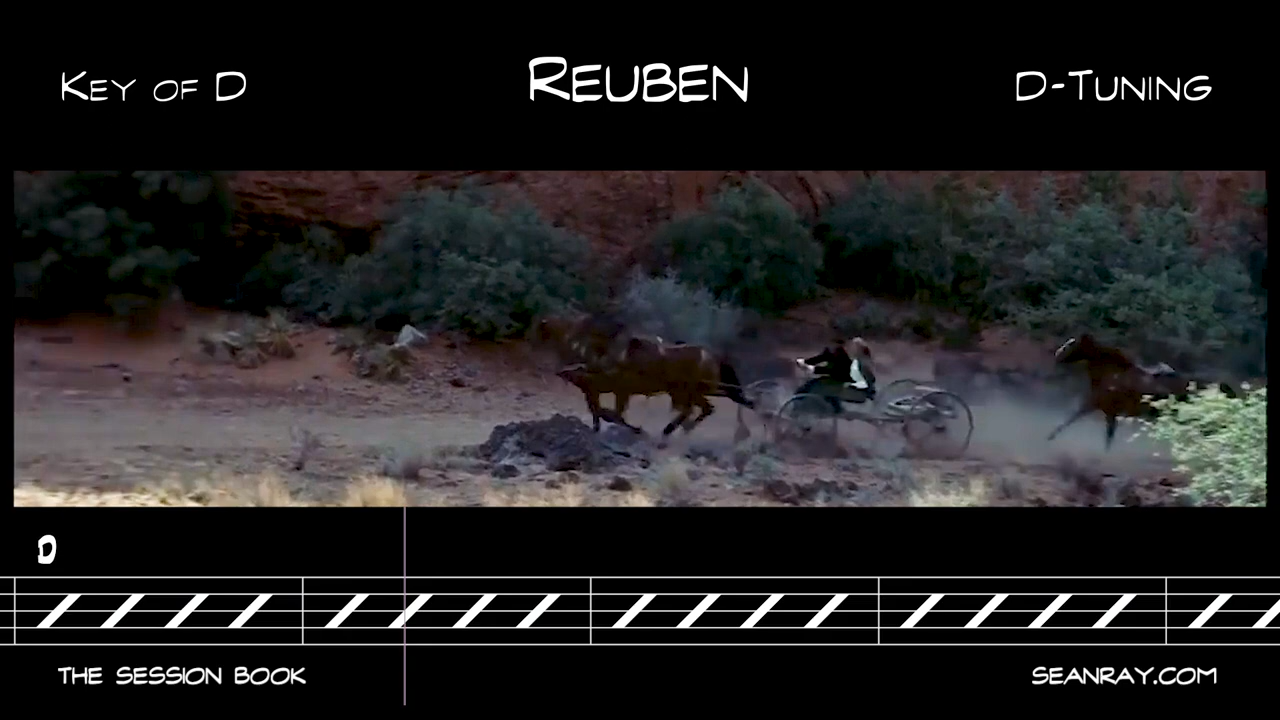 Key of D
Reuben
D-Tuning
D
The Session Book
seanray.com